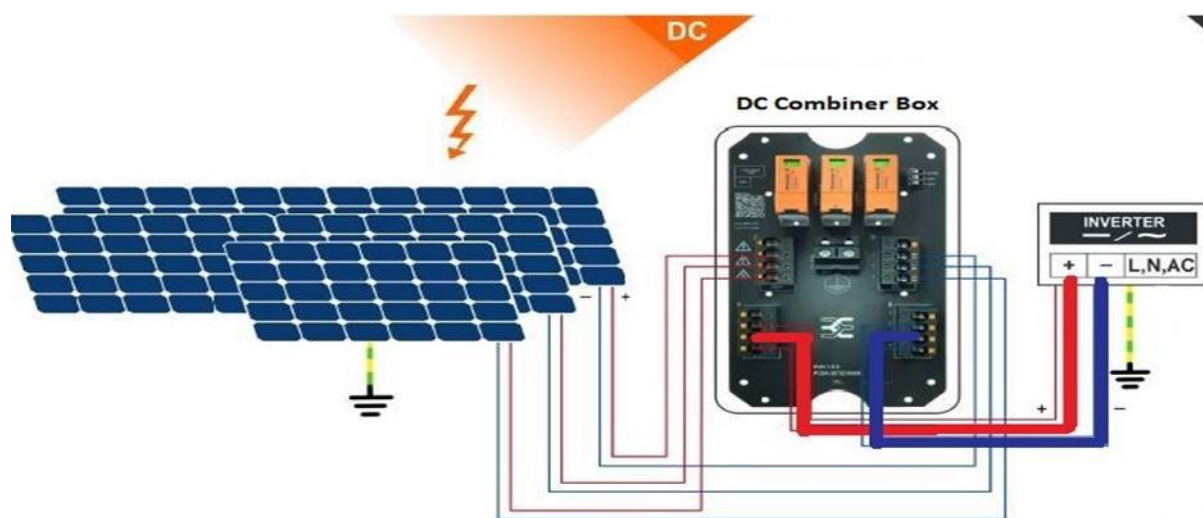 DC
DC Combiner Box
INVERTER
+ − L,N,AC
− +
+ −